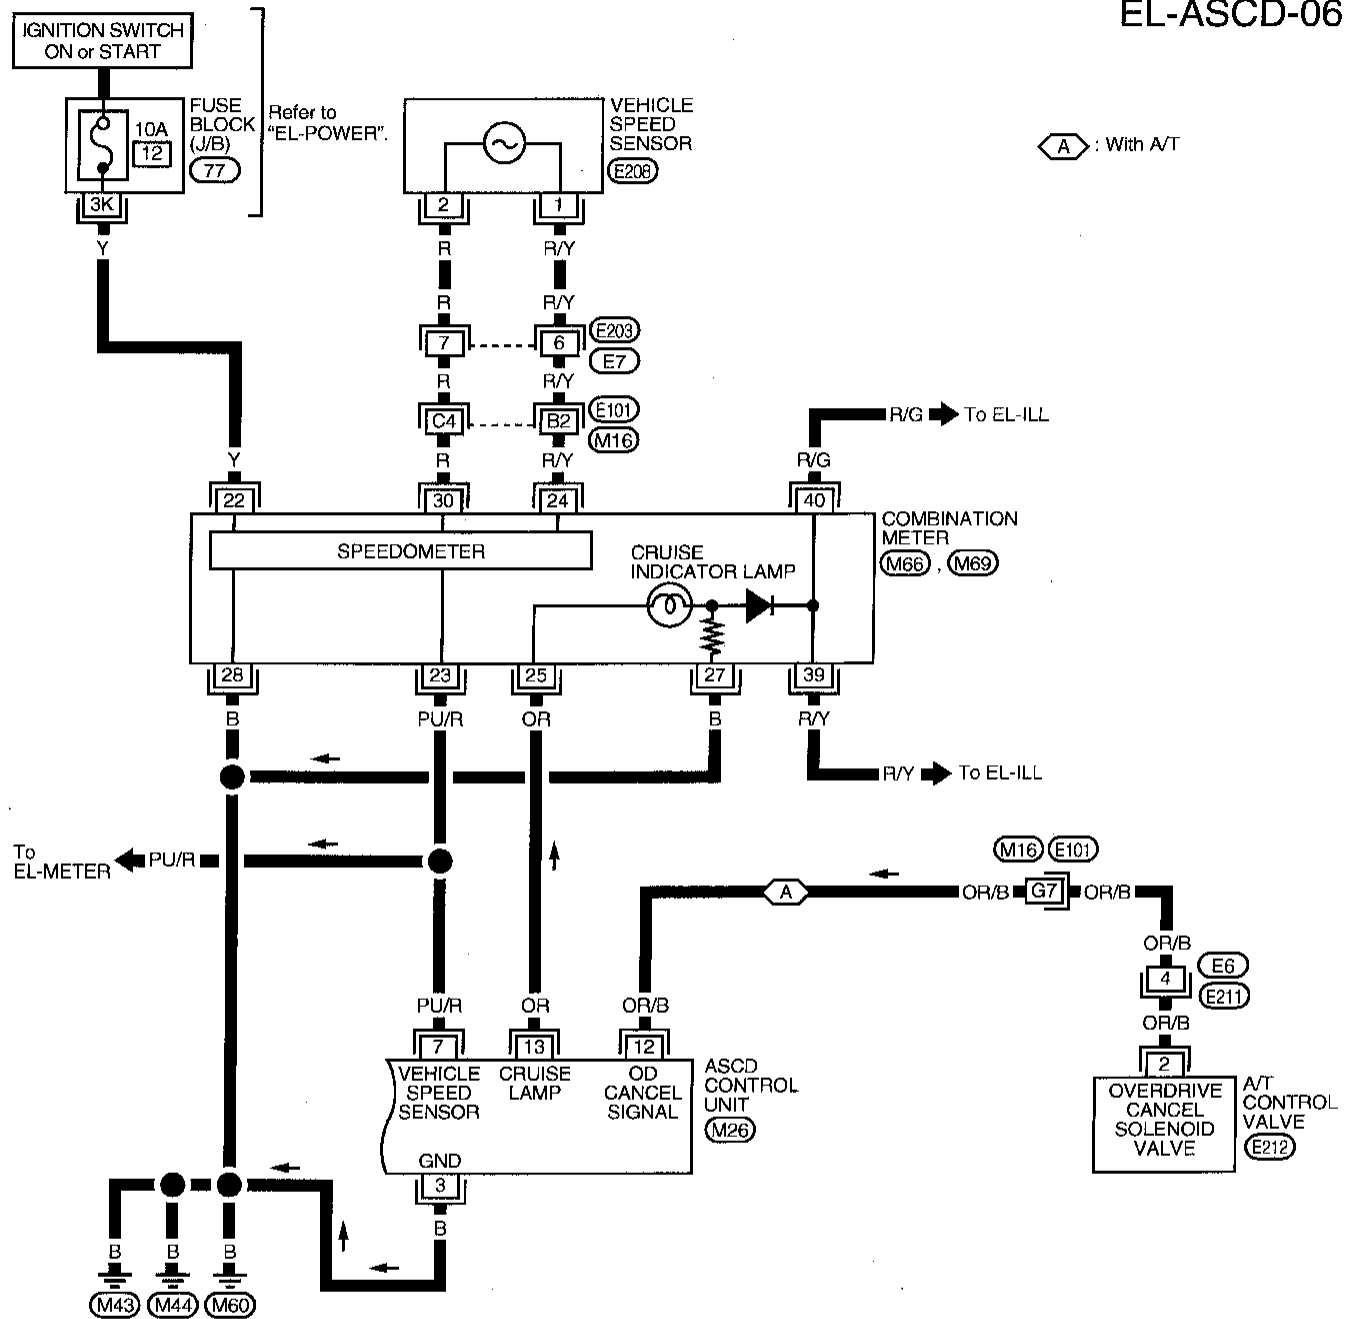 EL-ASCD-06
IGNITION SWITCH
ON or START
FUSE
BLOCK
(J/B)
77
10A
12
3K
Refer to
"EL-POWER".
VEHICLE
SPEED
SENSOR
E208
A : With A/T
2 1
Y
R R/Y
R R/Y
7 6
E203
E7
R R/Y
C4 B2
E101
M16
R/G To EL-ILL
Y R R/Y R/G
22 30 24 40
COMBINATION
METER
M66 , M69
SPEEDOMETER
CRUISE
INDICATOR LAMP
28 23 25 27 39
B PU/R OR B R/Y
R/Y To EL-ILL
To
EL-METER
PU/R
M16 E101
A
OR/B G7 OR/B
OR/B
4
E6
E211
OR/B
2
OVERDRIVE
CANCEL
SOLENOID
VALVE
A/T
CONTROL
VALVE
E212
PU/R OR OR/B
7 13 12
VEHICLE
SPEED
SENSOR
CRUISE
LAMP
OD
CANCEL
SIGNAL
ASCD
CONTROL
UNIT
M26
GND
3
B
B B B
M43 M44 M60